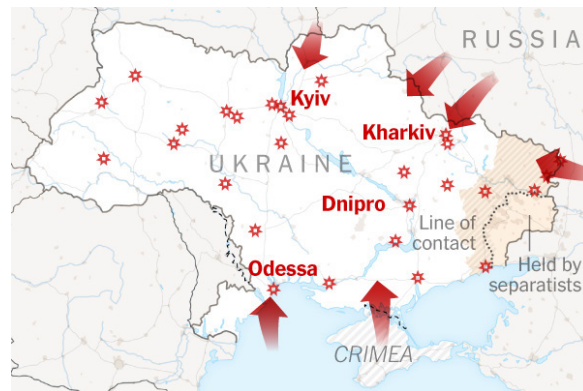 RUSSIA
Kyiv
Kharkiv
UKRAINE
Dnipro
Line of
contact
Held by
separatists
Odessa
CRIMEA